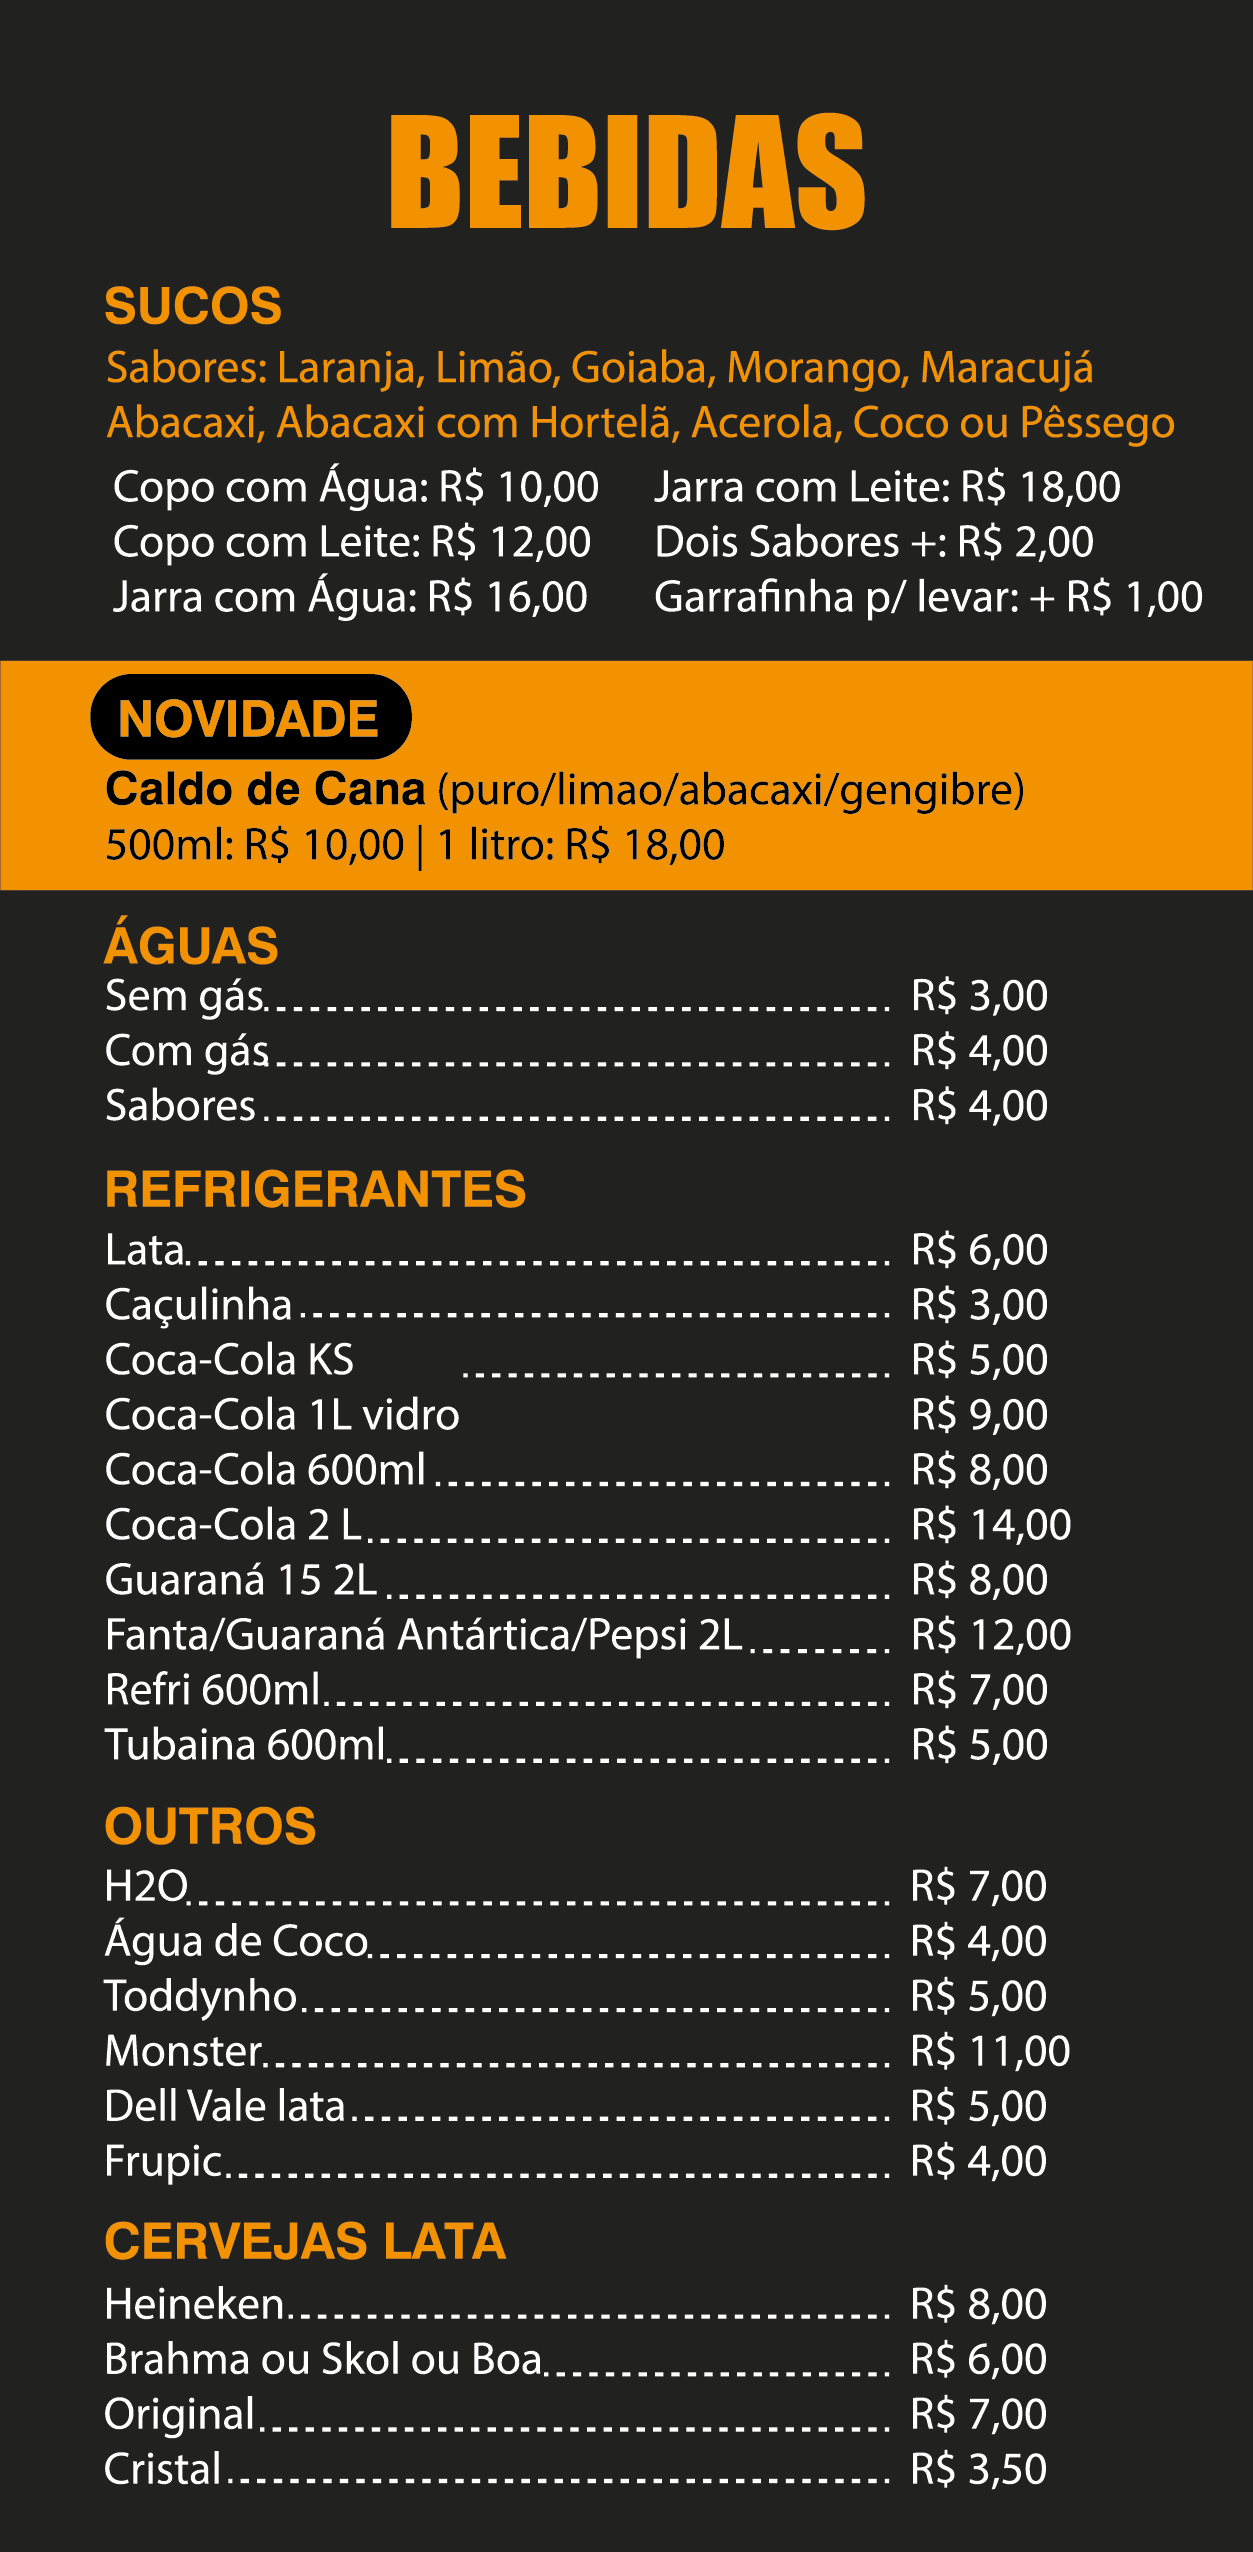 BEBIDAS
SUCOS
Sabores: Laranja, Limão, Goiaba, Morango, Maracujá
Abacaxi, Abacaxi com Hortelã, Acerola, Coco ou Pêssego
Copo com Água: R$ 10,00
Copo com Leite: R$ 12,00
Jarra com Água: R$ 16,00
Jarra com Leite: R$ 18,00
Dois Sabores +: R$ 2,00
Garrafinha p/ levar: + R$ 1,00
NOVIDADE
Caldo de Cana (puro/limao/abacaxi/gengibre)
500ml: R$ 10,00 | 1 litro: R$ 18,00
ÁGUAS
Sem gás R$ 3,00
Com gás R$ 4,00
Sabores R$ 4,00
REFRIGERANTES
Lata R$ 6,00
Caçulinha R$ 3,00
Coca-Cola KS R$ 5,00
Coca-Cola 1L vidro R$ 9,00
Coca-Cola 600ml R$ 8,00
Coca-Cola 2 L R$ 14,00
Guaraná 15 2L R$ 8,00
Fanta/Guaraná Antártica/Pepsi 2L R$ 12,00
Refri 600ml R$ 7,00
Tubaina 600ml R$ 5,00
OUTROS
H2O R$ 7,00
Água de Coco R$ 4,00
Toddynho R$ 5,00
Monster R$ 11,00
Dell Vale lata R$ 5,00
Frupic R$ 4,00
CERVEJAS LATA
Heineken R$ 8,00
Brahma ou Skol ou Boa R$ 6,00
Original R$ 7,00
Cristal R$ 3,50